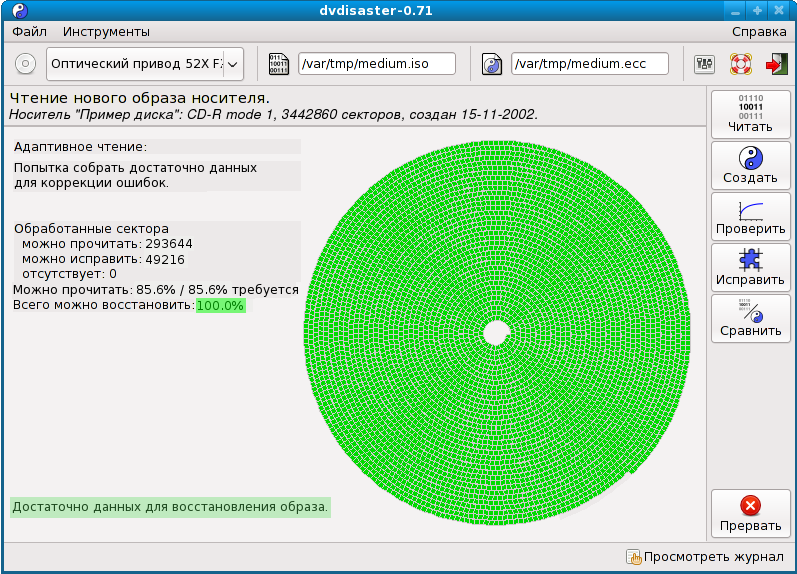 dvdisaster-0.71
Файл Инструменты Справка
Оптический привод 52X F
/var/tmp/medium.iso
/var/tmp/medium.ecc
Чтение нового образа носителя.
Носитель "Пример диска": CD-R mode 1, 3442860 секторов, создан 15-11-2002.
Адаптивное чтение:
Попытка собрать достаточно данных
для коррекции ошибок.
Обработанные сектора
можно прочитать: 293644
можно исправить: 49216
отсутствует: 0
Можно прочитать: 85.6% / 85.6% требуется
Всего можно восстановить: 100.0%
Достаточно данных для восстановления образа.
01110
10011
00111
Читать
Создать
Проверить
Исправить
Сравнить
Прервать
Просмотреть журнал